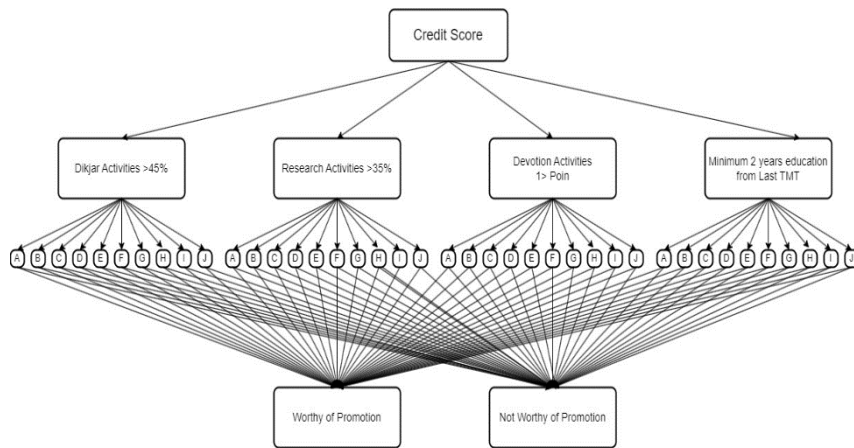 Credit Score
Dikjar Activities >45%
Research Activities >35%
Devotion Activities
1> Poin
Minimum 2 years education
from Last TMT
A B C D E F G H I J
A B C D E F G H I J
A B C D E F G H I J
A B C D E F G H I J
Worthy of Promotion
Not Worthy of Promotion